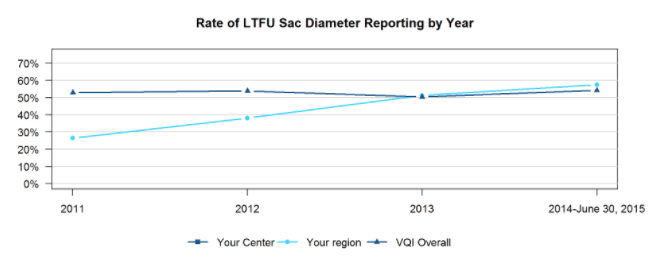 Rate of LTFU Sac Diameter Reporting by Year
70%
60%
50%
40%
30%
20%
10%
0%
2011 2012 2013 2014-June 30, 2015
Your Center Your region VQI Overall